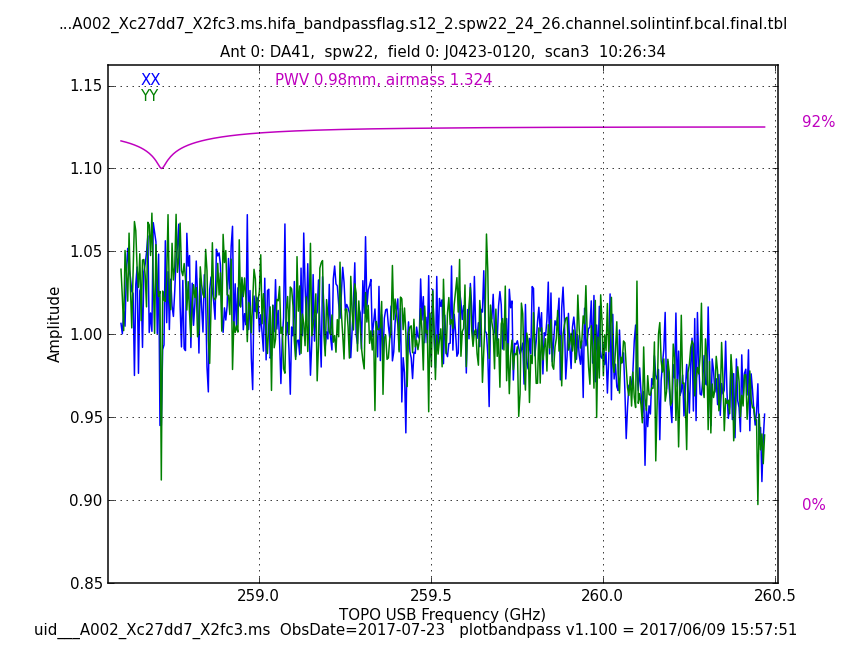 ...A002_Xc27dd7_X2fc3.ms.hifa_bandpassflag.s12_2.spw22_24_26.channel.solintinf.bcal.final.tbl
Ant 0: DA41,  spw22,  field 0: J0423-0120,  scan3  10:26:34
XX
YY
PWV 0.98mm, airmass 1.324
92%
0%
1.15
1.10
1.05
1.00
0.95
0.90
0.85
Amplitude
259.0
259.5
260.0
260.5
TOPO USB Frequency (GHz)
uid___A002_Xc27dd7_X2fc3.ms  ObsDate=2017-07-23   plotbandpass v1.100 = 2017/06/09 15:57:51